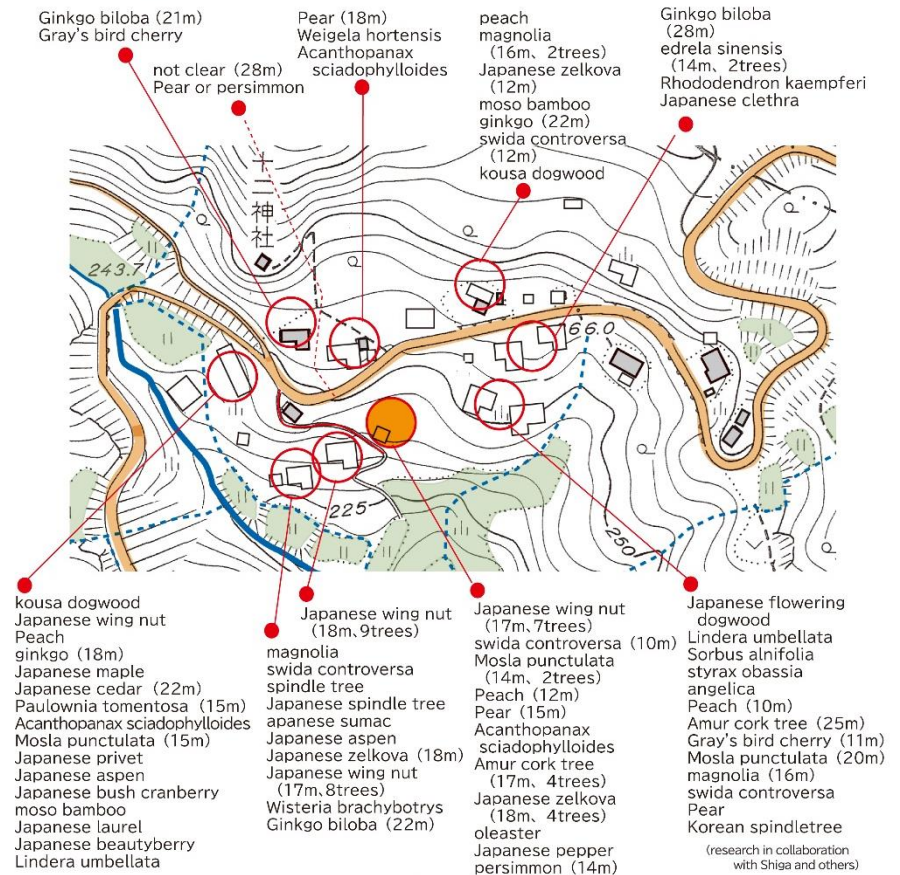 Ginkgo biloba (21m)
Gray's bird cherry
not clear (28m)
Pear or persimmon
Pear (18m)
Weigela hortensis
Acanthopanax
sciadophylloides
peach
magnolia
(16m、2trees)
Japanese zelkova
(12m)
moso bamboo
ginkgo (22m)
swida controversa
(12m)
kousa dogwood
Ginkgo biloba
(28m)
edrela sinensis
(14m、2trees)
Rhododendron kaempferi
Japanese clethra
十二神社
243.7
66.0
225
250
kousa dogwood
Japanese wing nut
Peach
ginkgo (18m)
Japanese maple
Japanese cedar (22m)
Paulownia tomentosa (15m)
Acanthopanax sciadophylloides
Mosla punctulata (15m)
Japanese privet
Japanese aspen
Japanese bush cranberry
moso bamboo
Japanese laurel
Japanese beautyberry
Lindera umbellata
magnolia
swida controversa
spindle tree
Japanese spindle tree
apanese sumac
Japanese aspen
Japanese zelkova (18m)
Japanese wing nut
(17m、8trees)
Wisteria brachybotrys
Ginkgo biloba (22m)
Japanese wing nut
(18m、9trees)
Japanese wing nut
(17m、7trees)
swida controversa (10m)
Mosla punctulata
(14m、2trees)
Peach (12m)
Pear (15m)
Acanthopanax
sciadophylloides
Amur cork tree
(17m、4trees)
Japanese zelkova
(18m、4trees)
oleaster
Japanese pepper
persimmon (14m)
Japanese flowering
dogwood
Lindera umbellata
Sorbus alnifolia
styrax obassia
angelica
Peach (10m)
Amur cork tree (25m)
Gray's bird cherry (11m)
Mosla punctulata (20m)
magnolia (16m)
swida controversa
Pear
Korean spindletree
(research in collaboration
with Shiga and others)